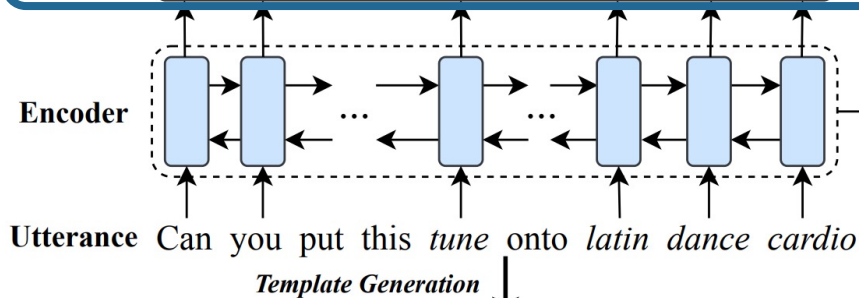 ... ...
Encoder
Utterance Can you put this tune onto latin dance cardio
Template Generation